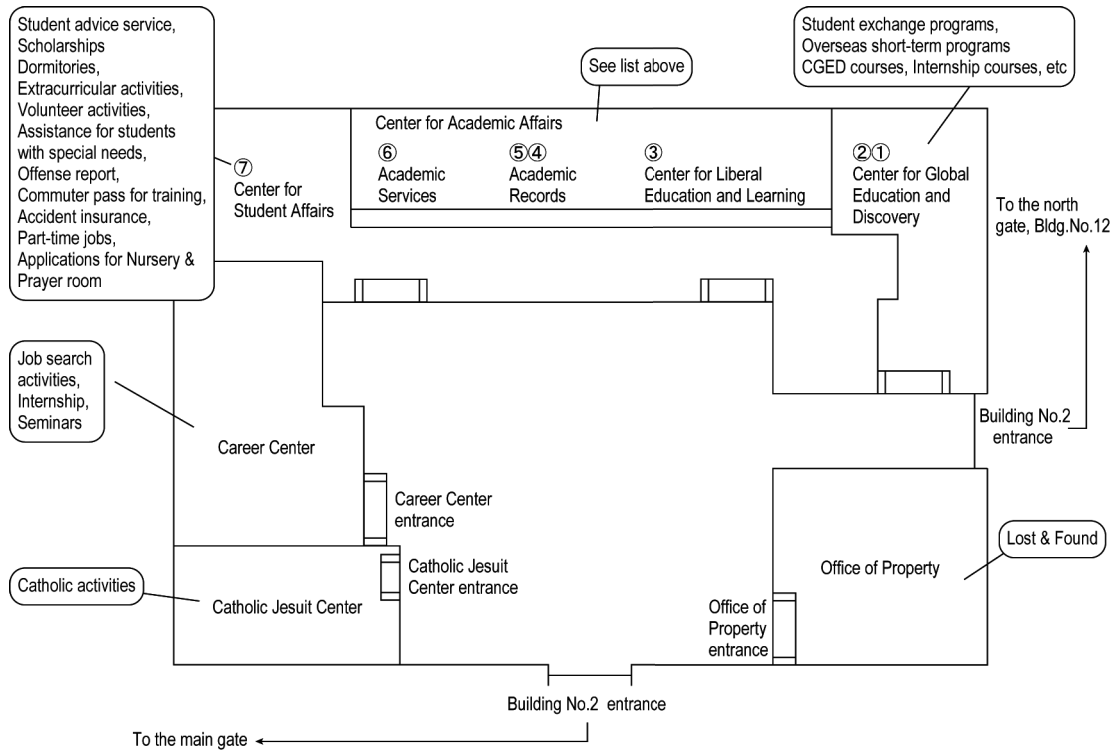 Student advice service,
Scholarships
Dormitories,
Extracurricular activities,
Volunteer activities,
Assistance for students
with special needs,
Offense report,
Commuter pass for training,
Accident insurance,
Part-time jobs,
Applications for Nursery &
Prayer room
See list above
Student exchange programs,
Overseas short-term programs
CGED courses, Internship courses, etc
Center for Academic Affairs
⑦
Center for
Student Affairs
⑥
Academic
Services
⑤④
Academic
Records
③
Center for Liberal
Education and Learning
②①
Center for Global
Education and
Discovery
To the north
gate, Bldg.No.12
Job search
activities,
Internship,
Seminars
Career Center
Building No.2
entrance
Career Center
entrance
Lost & Found
Catholic Jesuit
Center entrance
Office of Property
Catholic activities
Catholic Jesuit Center
Office of
Property
entrance
Building No.2 entrance
To the main gate